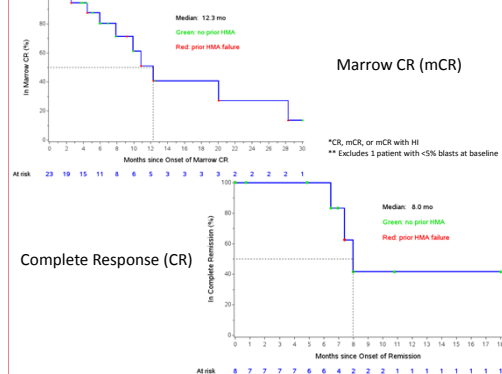 80
60
40
20
0
In Marrow CR (%)
Median: 12.3 mo
Green: no prior HMA
Red: prior HMA failure
0 2 4 6 8 10 12 14 16 18 20 22 24 26 28 30
Months since Onset of Marrow CR
At risk 23 19 15 11 8 6 5 3 3 3 3 2 2 2 2 1
Marrow CR (mCR)
*CR, mCR, or mCR with HI
** Excludes 1 patient with <5% blasts at baseline
Complete Response (CR)
100
80
60
40
20
0
In Complete Remission (%)
Median: 8.0 mo
Green: no prior HMA
Red: prior HMA failure
0 1 2 3 4 5 6 7 8 9 10 11 12 13 14 15 16 17 18
Months since Onset of Remission
At risk 8 7 7 7 7 6 6 4 2 2 2 1 1 1 1 1 1 1 1